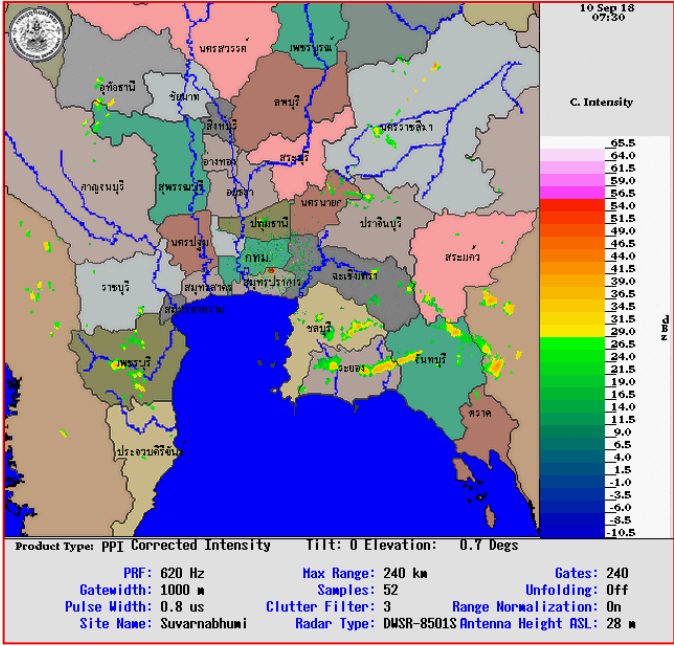 10 Sep 18
07:30
C. Intensity
65.5
64.0
61.5
59.0
56.5
54.0
51.5
49.0
46.5
44.0
41.5
39.0
36.5
34.0
31.5
29.0
26.5
24.0
21.5
19.0
16.5
14.0
11.5
9.0
6.5
4.0
1.5
-1.0
-3.5
-6.0
-8.5
-10.5
นครสวรรค์
เพชรบูรณ์
อุทัยธานี
ชัยนาท
ลพบุรี
สิงห์บุรี
นครราชสีมา
อ่างทอง
สระบุรี
กาญจนบุรี
สุพรรณบุรี
อยุธยา
นครนายก
ปทุมธานี
ปราจีนบุรี
นครปฐม
กทม.
สระแก้ว
ราชบุรี
สมุทรสาคร
สมุทรปราการ
ฉะเชิงเทรา
สมุทรสงคราม
ชลบุรี
เพชรบุรี
ระยอง
จันทบุรี
ตราด
ประจวบคีรีขันธ์
Product Type: PPI Corrected Intensity Tilt: 0 Elevation: 0.7 Degs
PRF: 620 Hz Max Range: 240 km Gates: 240
Gatewidth: 1000 m Samples: 52 Unfolding: Off
Pulse Width: 0.8 us Clutter Filter: 3 Range Normalization: On
Site Name: Suvarnabhumi Radar Type: DWSR-8501S Antenna Height ASL: 28 m